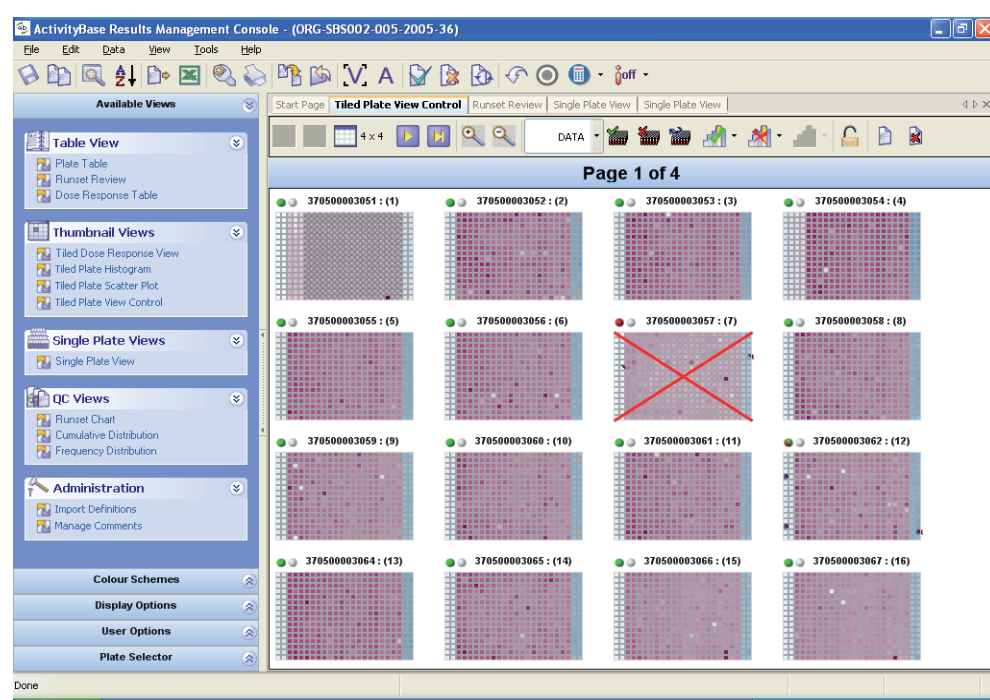 ActivityBase Results Management Console - (ORG-SBS002-005-2005-36)
File Edit Data View Tools Help
off
Available Views
Start Page Tiled Plate View Control Runset Review Single Plate View Single Plate View
4 x 4 DATA
Page 1 of 4
Table View
Plate Table
Runset Review
Dose Response Table
Thumbnail Views
Tiled Dose Response View
Tiled Plate Histogram
Tiled Plate Scatter Plot
Tiled Plate View Control
Single Plate Views
Single Plate View
QC Views
Runset Chart
Cumulative Distribution
Frequency Distribution
Administration
Import Definitions
Manage Comments
Colour Schemes
Display Options
User Options
Plate Selector
370500003051 : (1) 370500003052 : (2) 370500003053 : (3) 370500003054 : (4)
370500003055 : (5) 370500003056 : (6) 370500003057 : (7) 370500003058 : (8)
370500003059 : (9) 370500003060 : (10) 370500003061 : (11) 370500003062 : (12)
370500003064 : (13) 370500003065 : (14) 370500003066 : (15) 370500003067 : (16)
Done